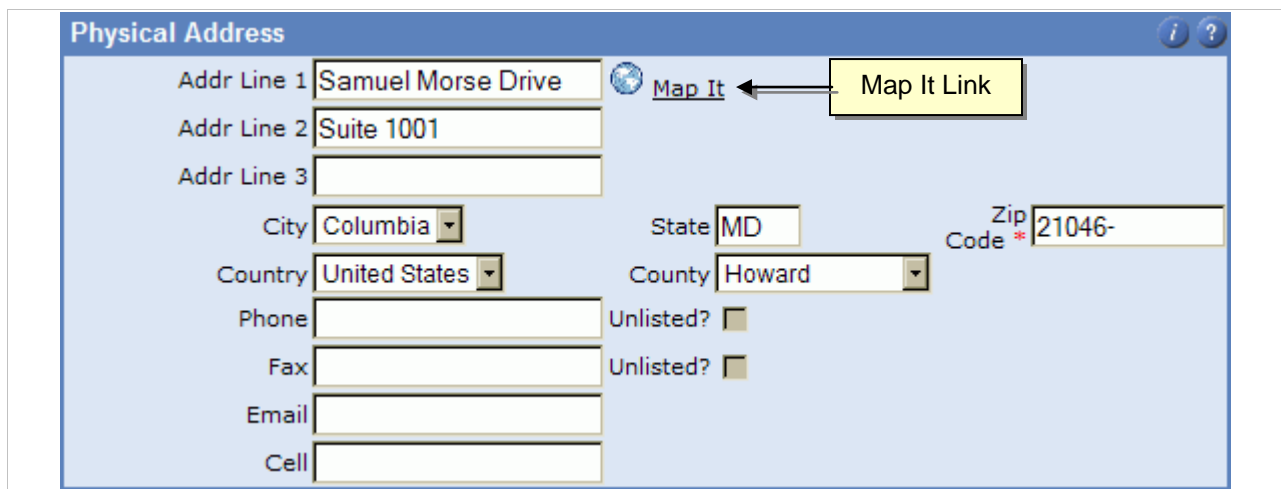 Physical Address
Addr Line 1 Samuel Morse Drive Map It Map It Link
Addr Line 2 Suite 1001
Addr Line 3
City Columbia State MD Zip Code * 21046-
Country United States County Howard
Phone Unlisted?
Fax Unlisted?
Email
Cell